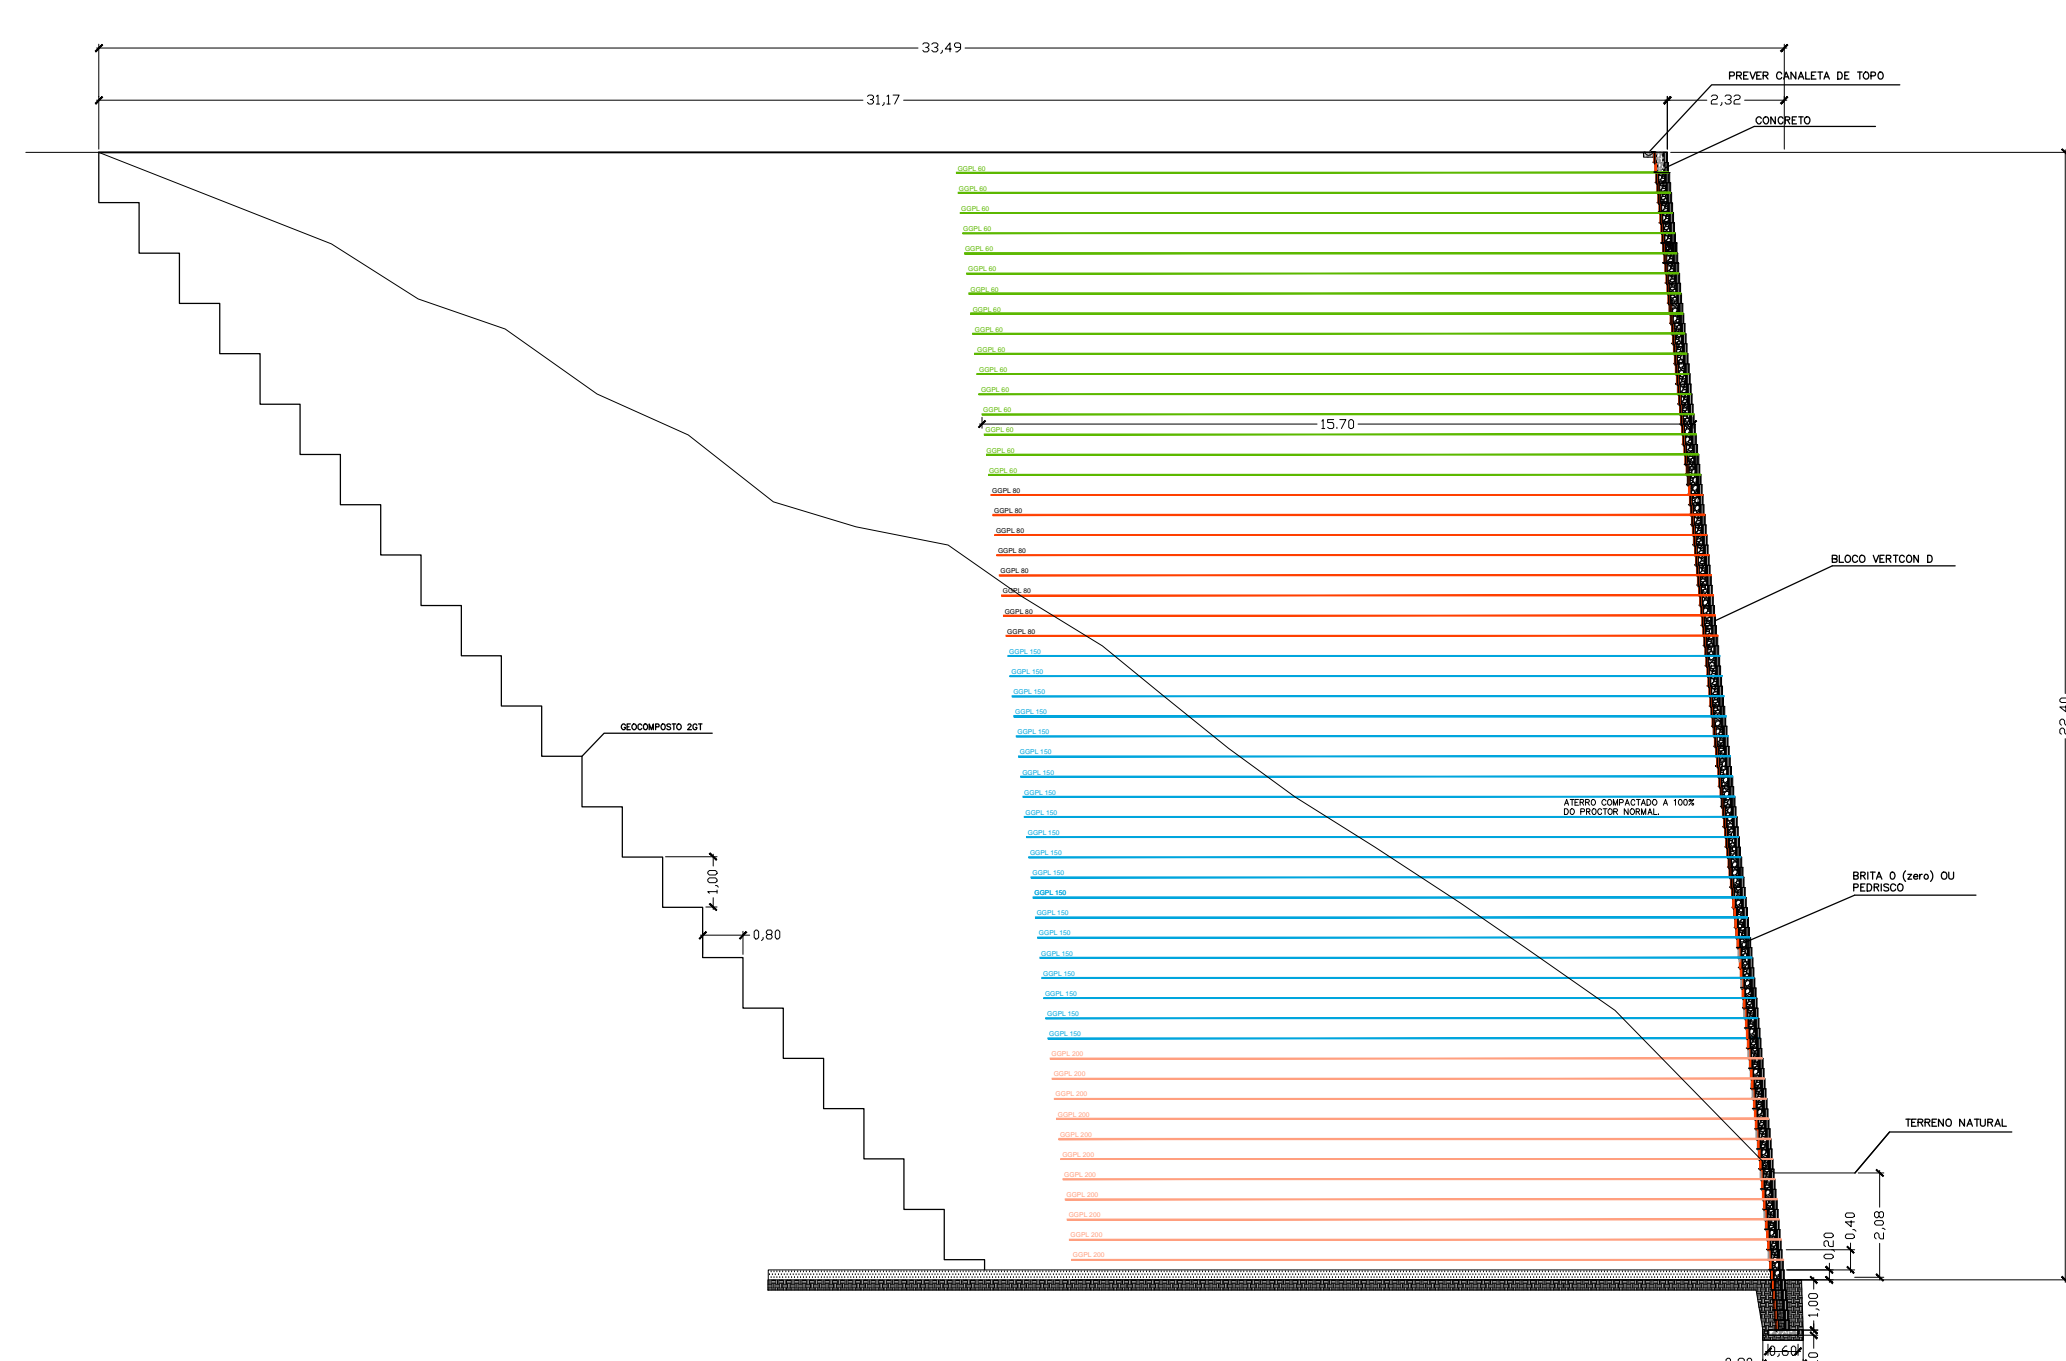 33,49
PREVER CANALETA DE TOPO
31,17
2,32
CONCRETO
GGPL 60
GGPL 60
GGPL 60
GGPL 60
GGPL 60
GGPL 60
GGPL 60
GGPL 60
GGPL 60
GGPL 60
GGPL 60
GGPL 60
GGPL 60
15.70
GGPL 60
GGPL 60
GGPL 60
GGPL 80
GGPL 80
GGPL 80
GGPL 80
BLOCO VERTCON D
GGPL 80
GGPL 80
GGPL 80
GGPL 80
GGPL 150
GGPL 150
GGPL 150
22,40
GGPL 150
GEOCOMPOSTO 2GT
GGPL 150
GGPL 150
GGPL 150
GGPL 150
ATERRO COMPACTADO A 100%
DO PROCTOR NORMAL.
GGPL 150
GGPL 150
GGPL 150
GGPL 150
BRITA 0 (zero) OU
PEDRISCO
1,00
GGPL 150
GGPL 150
GGPL 150
0,80
GGPL 150
GGPL 150
GGPL 150
GGPL 150
GGPL 150
GGPL 200
GGPL 200
GGPL 200
GGPL 200
TERRENO NATURAL
GGPL 200
GGPL 200
GGPL 200
GGPL 200
GGPL 200
GGPL 200
GGPL 200
0,20
0,40
2,08
1,00
0,60